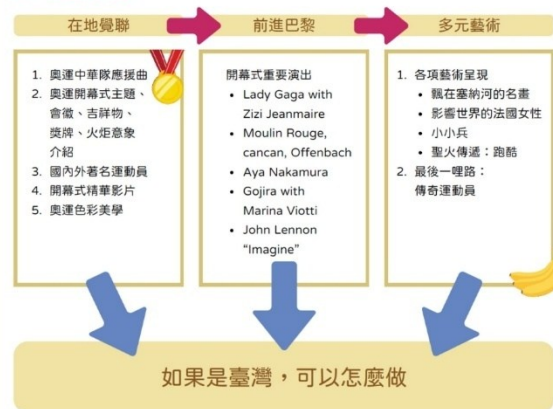 在地覺聯
前進巴黎
多元藝術
1. 奧運中華隊應援曲
2. 奧運開幕式主題、
會徽、吉祥物、
獎牌、火炬意象
介紹
3. 國內外著名運動員
4. 開幕式精華影片
5. 奧運色彩美學
開幕式重要演出
• Lady Gaga with
Zizi Jeanmaire
• Moulin Rouge,
cancan, Offenbach
• Aya Nakamura
• Gojira with
Marina Viotti
• John Lennon
“Imagine”
1. 各項藝術呈現
• 飄在塞納河的名畫
• 影響世界的法國女性
• 小小兵
• 聖火傳遞：跑酷
2. 最後一哩路：
傳奇運動員
如果是臺灣，可以怎麼做